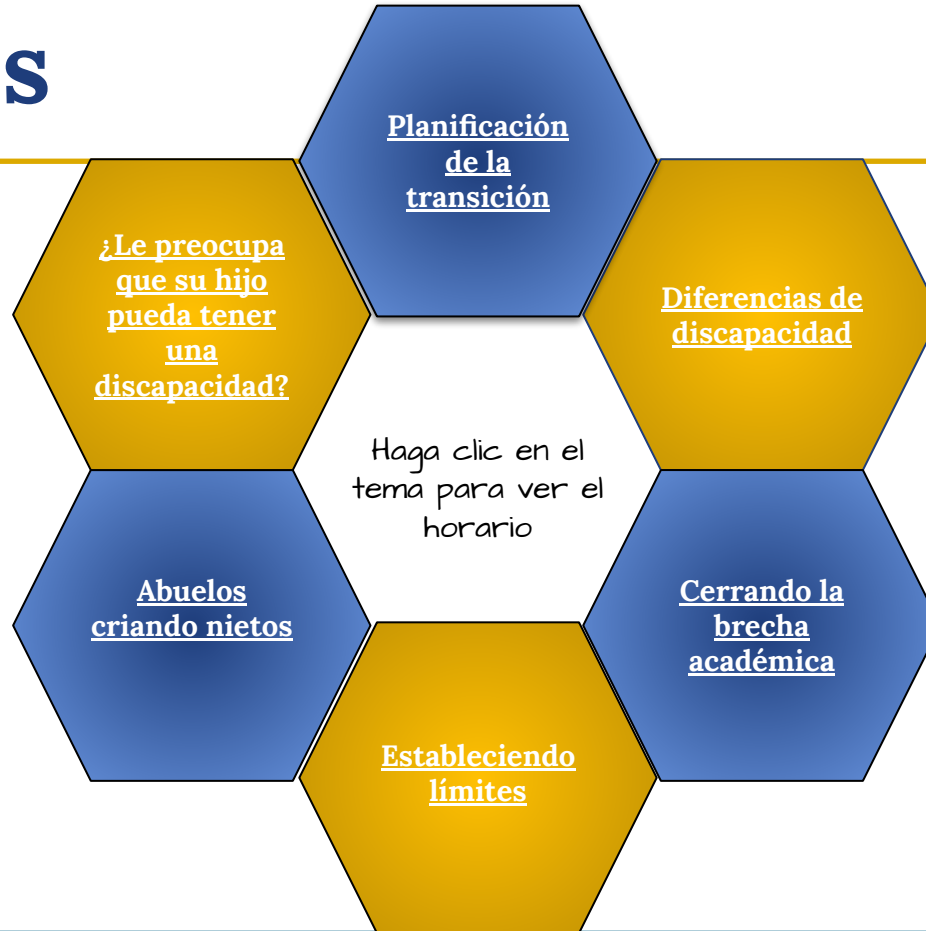 s
Planificación
de la
transición
¿Le preocupa
que su hijo
pueda tener
una
discapacidad?
Diferencias de
discapacidad
Haga clic en el
tema para ver el
horario
Abuelos
criando nietos
Cerrando la
brecha
académica
Estableciendo
límites